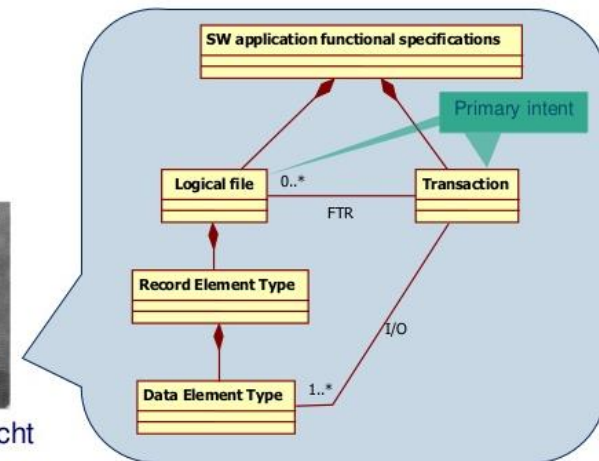 SW application functional specifications
Primary intent
Logical file
0..*
Transaction
FTR
Record Element Type
I/O
Data Element Type
1..*
cht